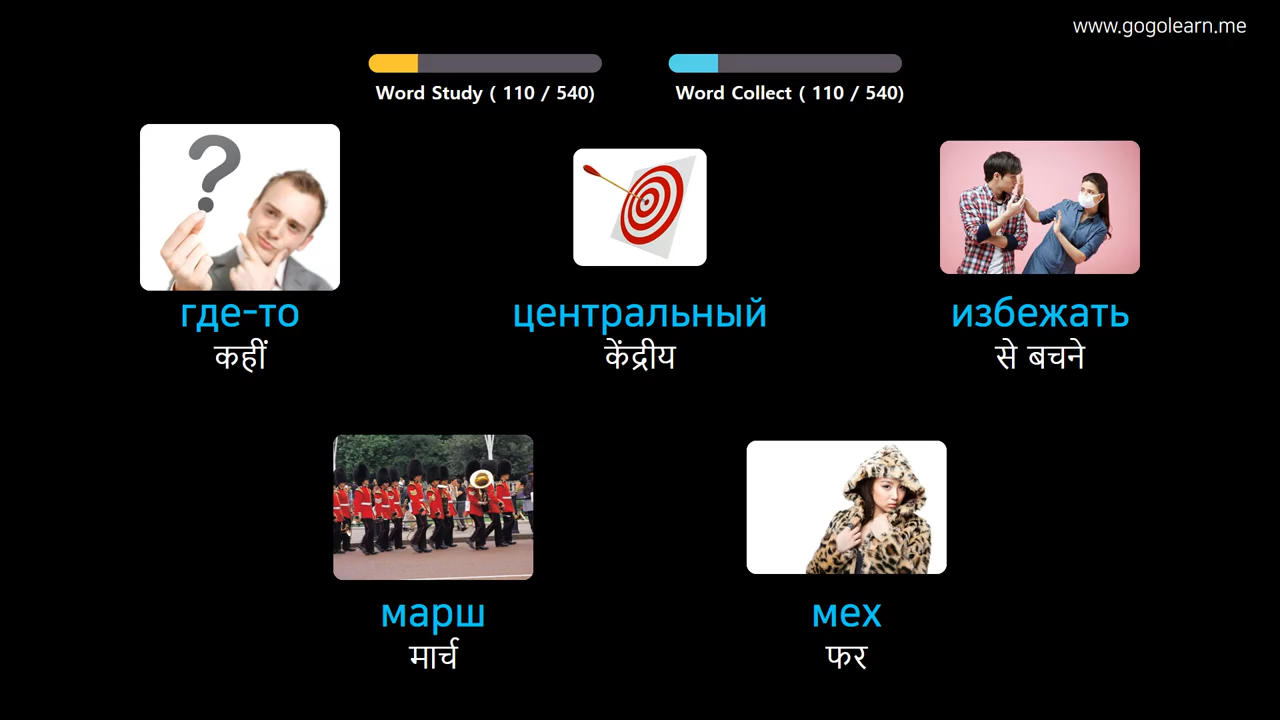 www.gogolearn.me
Word Study ( 110 / 540)
Word Collect ( 110 / 540)
где-то
कहीं
центральный
केंद्रीय
избежать
से बचने
марш
मार्च
мех
फर